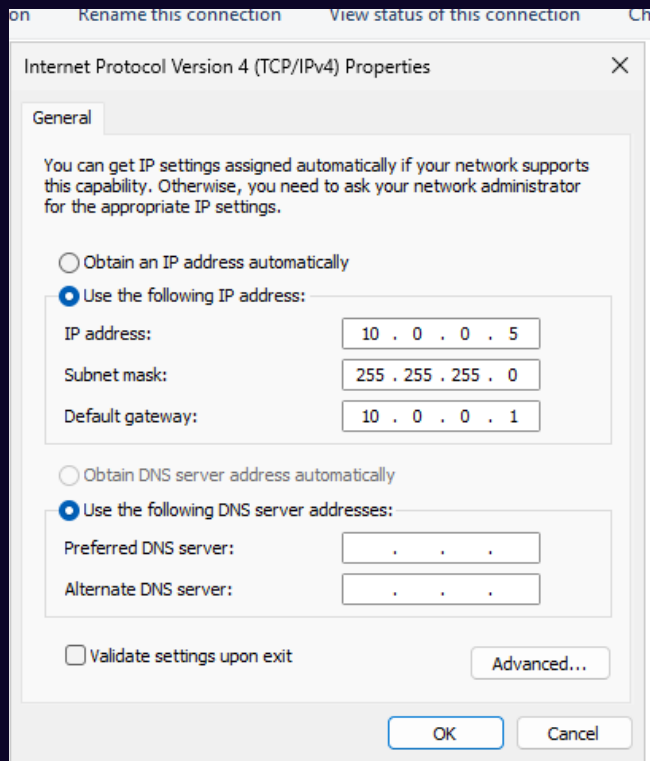 on Rename this connection View status of this connection Ch
Internet Protocol Version 4 (TCP/IPv4) Properties
General
You can get IP settings assigned automatically if your network supports
this capability. Otherwise, you need to ask your network administrator
for the appropriate IP settings.
Obtain an IP address automatically
Use the following IP address:
IP address: 10 . 0 . 0 . 5
Subnet mask: 255 . 255 . 255 . 0
Default gateway: 10 . 0 . 0 . 1
Obtain DNS server address automatically
Use the following DNS server addresses:
Preferred DNS server: . . .
Alternate DNS server: . . .
Validate settings upon exit
Advanced...
OK Cancel